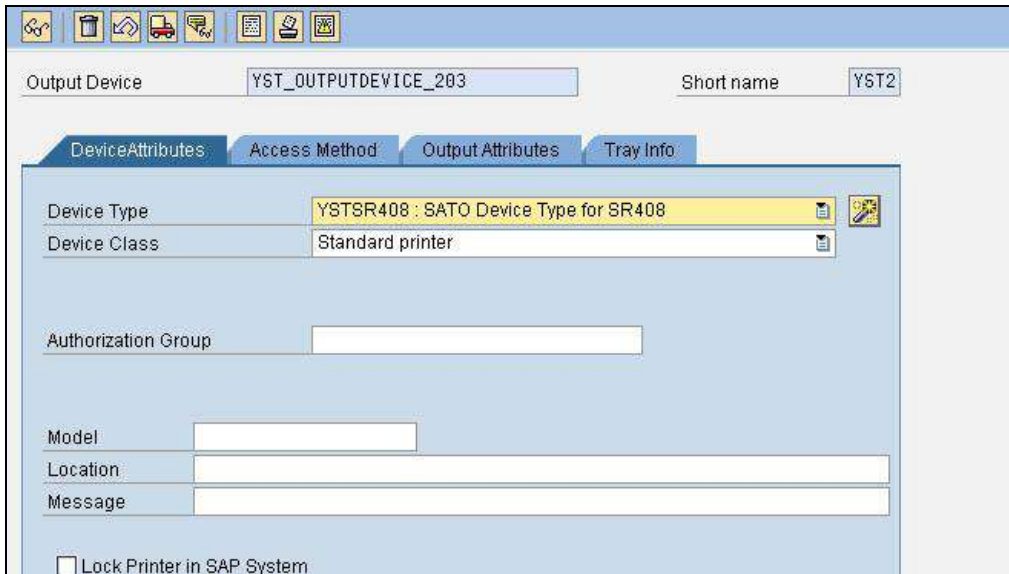 Output Device YST_OUTPUTDEVICE_203 Short name YST2
DeviceAttributes Access Method Output Attributes Tray Info
Device Type YSTSR408 : SATO Device Type for SR408
Device Class Standard printer
Authorization Group
Model
Location
Message
Lock Printer in SAP System